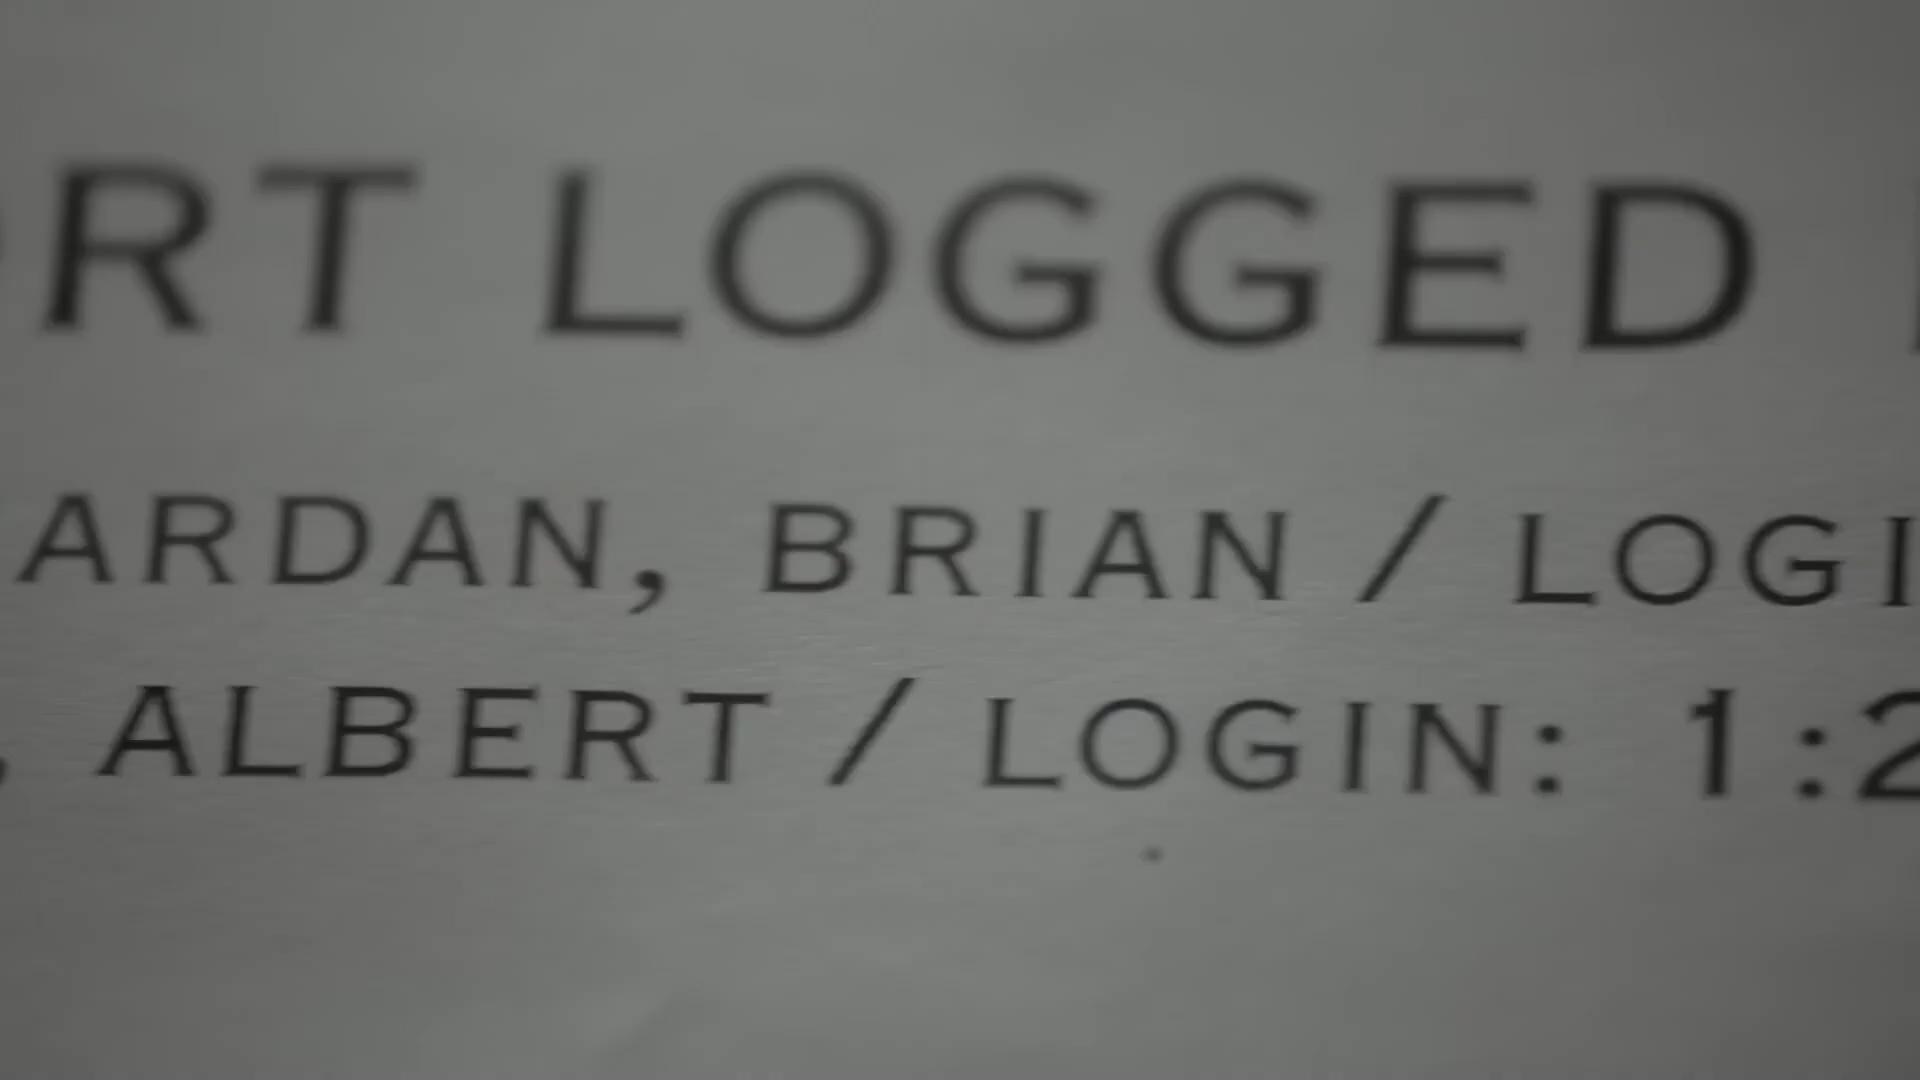 RT LOGGED
ARDAN, BRIAN / LOGI
, ALBERT / LOGIN: 1:2